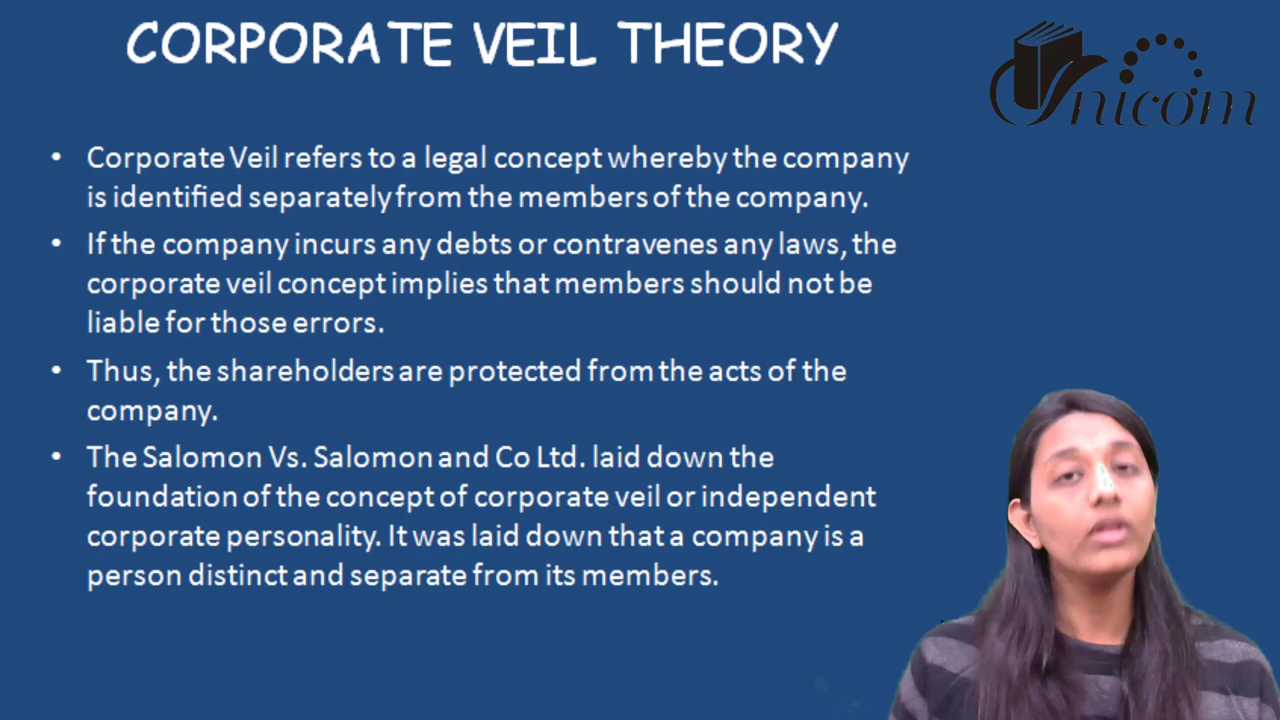 CORPORATE VEIL THEORY
Unicom
• Corporate Veil refers to a legal concept whereby the company
is identified separately from the members of the company.
• If the company incurs any debts or contravenes any laws, the
corporate veil concept implies that members should not be
liable for those errors.
• Thus, the shareholders are protected from the acts of the
company.
• The Salomon Vs. Salomon and Co Ltd. laid down the
foundation of the concept of corporate veil or independent
corporate personality. It was laid down that a company is a
person distinct and separate from its members.